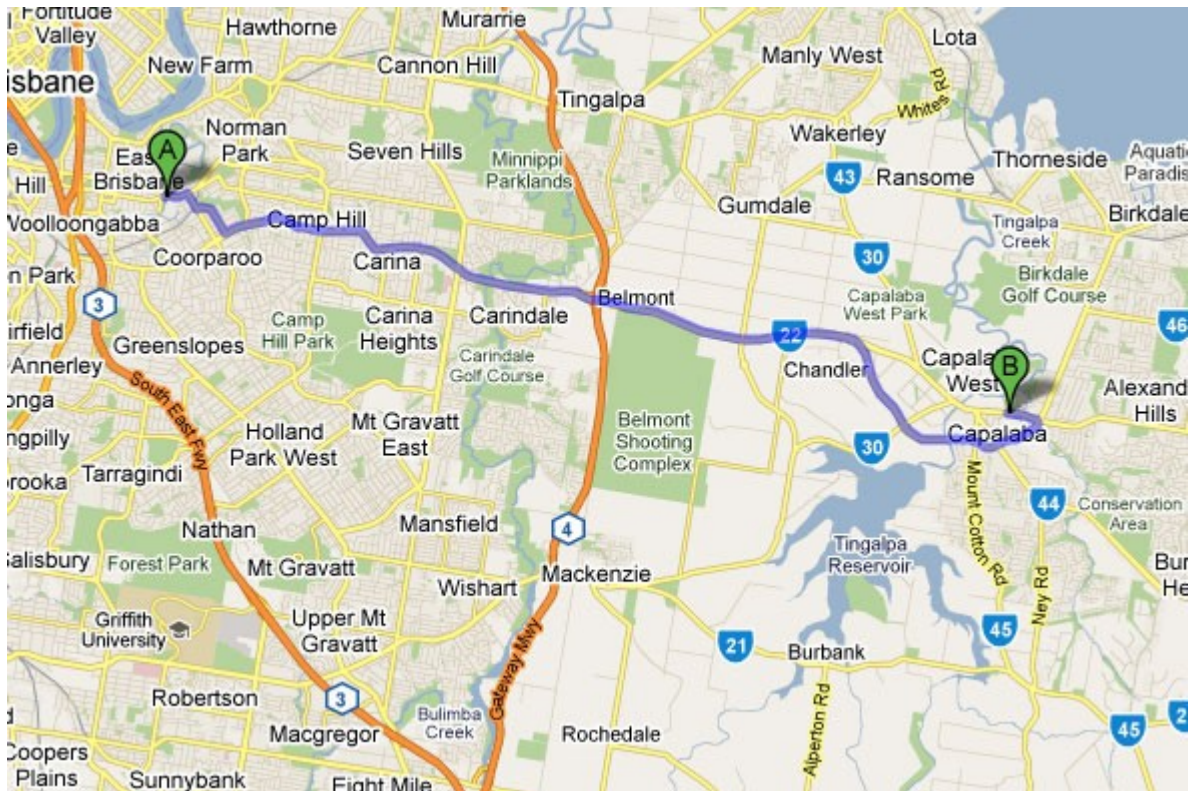 Fortitude
Valley
Hawthorne
Murarrie
Lota
Manly West
New Farm
Cannon Hill
isbane
Tingalpa
Whites Rd
Norman
Park
Wakerley
Seven Hills
East
Brisbane
A
Minnippi
Parklands
Thorneside
Aquatic
Paradis
Hill
43
Ransome
Woolloongabba
Camp Hill
Gumdale
Birkdale
Tingalpa
Creek
Coorparoo
Carina
30
en Park
3
Belmont
Capalaba
West Park
Birkdale
Golf Course
Camp
Hill Park
Carina
Heights
Carindale
22
46
airfield
Greenslopes
Annerley
Carindale
Golf Course
Chandler
Capalaba
West
B
Alexand
Hills
onga
South East Fwy
Mt Gravatt
East
Belmont
Shooting
Complex
Holland
Park West
30
Capalaba
ngpilly
Tarragindi
orooka
Mount Cotton Rd
44
Conservation
Area
Nathan
Mansfield
4
Tingalpa
Reservoir
Salisbury
Forest Park
Mt Gravatt
Wishart
Mackenzie
Ney Rd
Bur
He
Griffith
University
Upper Mt
Gravatt
Gateway Mwy
21
Burbank
45
Robertson
3
Alperton Rd
Bulimba
Creek
Macgregor
Rochedale
45
2
Coopers
Plains
Sunnybank
Eight Mile